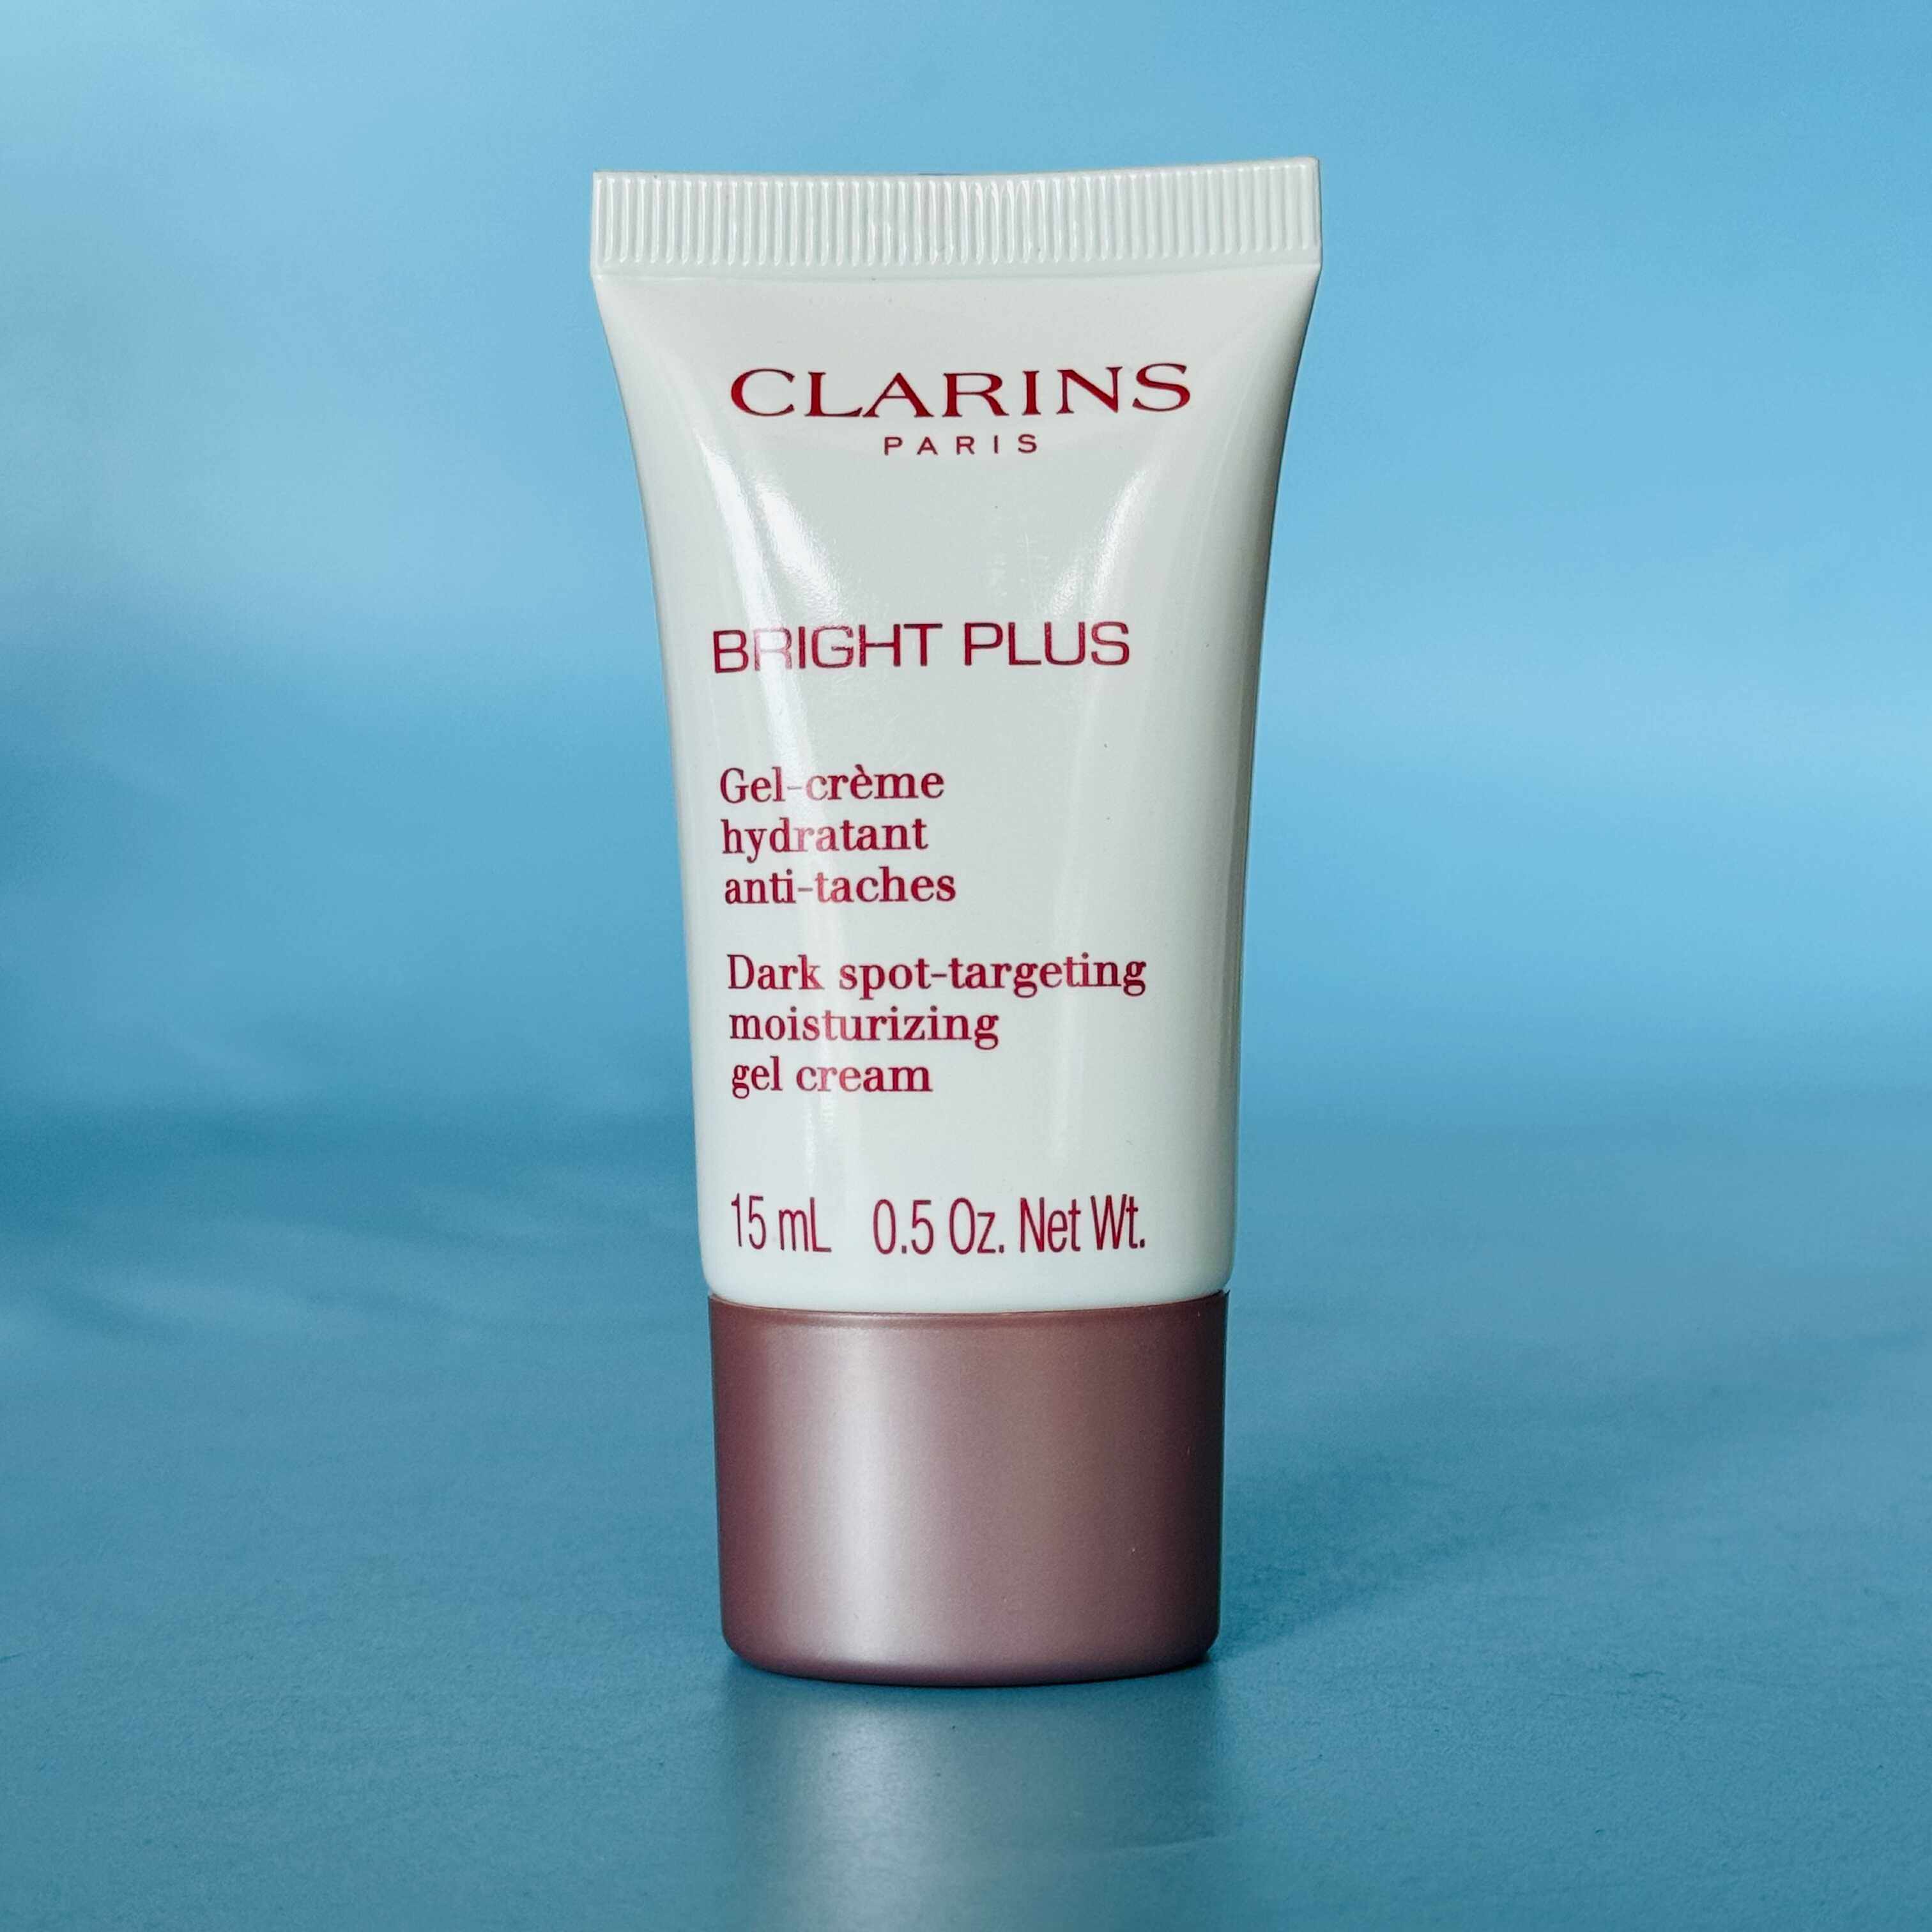 CLARINS
PARIS
BRIGHT PLUS
Gel-crème
hydratant
anti-taches
Dark spot-targeting
moisturizing
gel cream
15 mL 0.5 Oz. Net Wt.